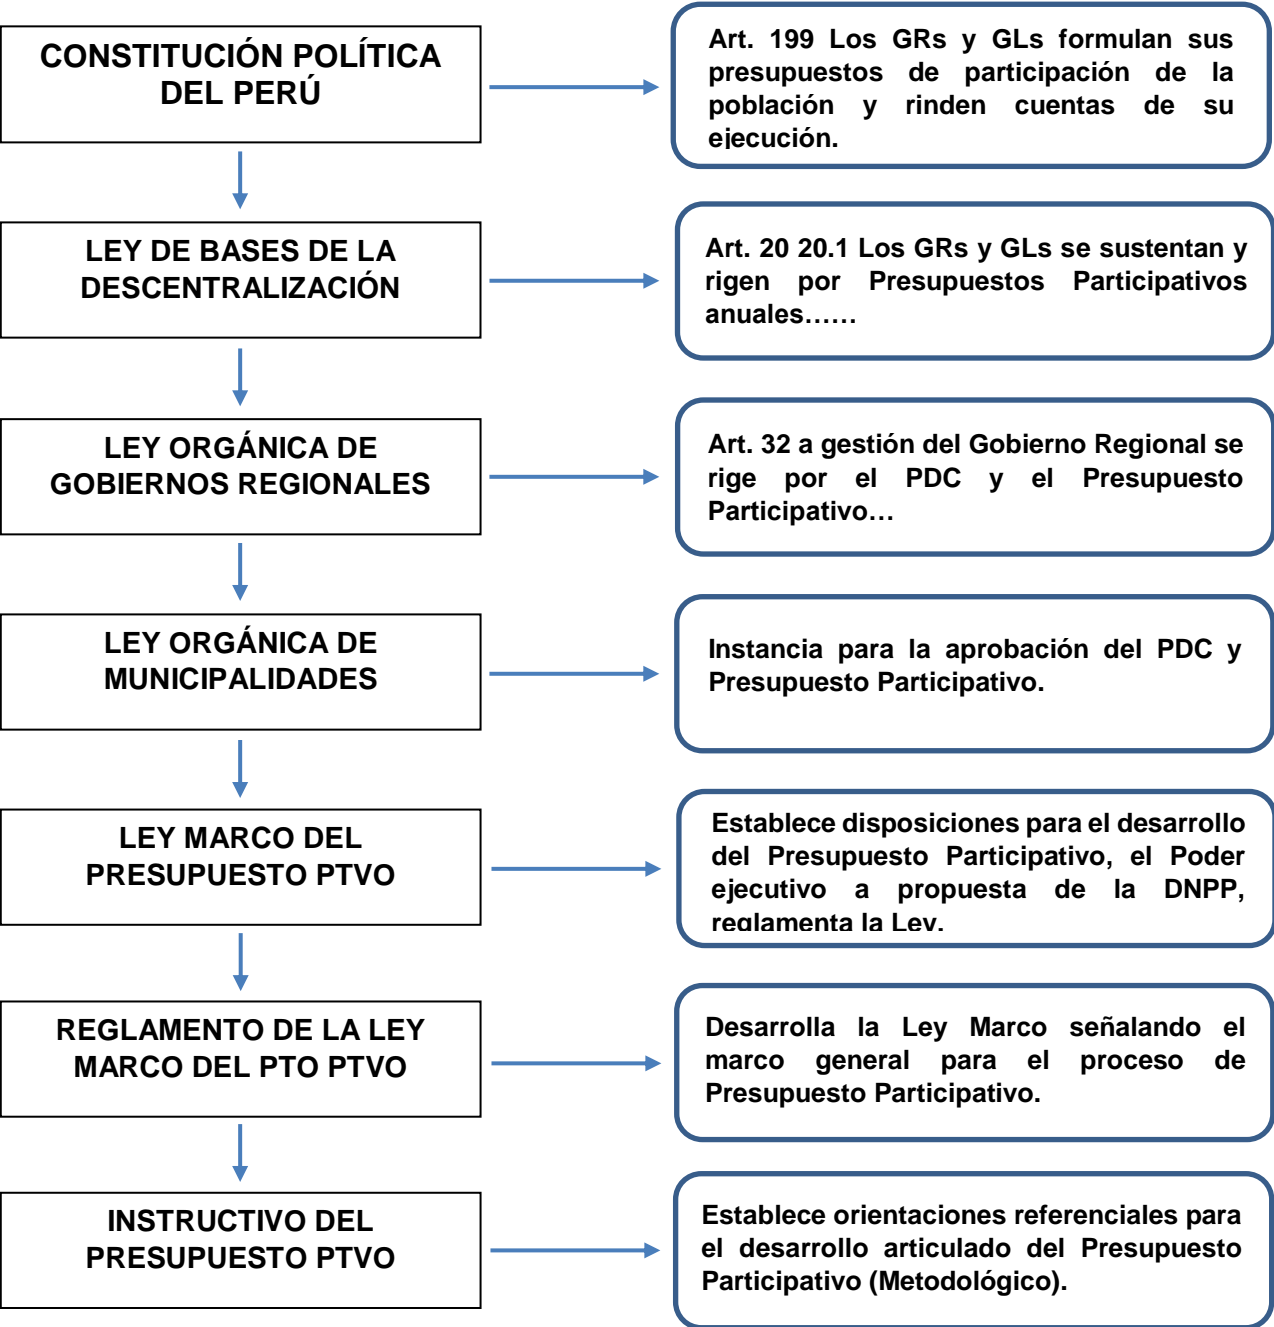 CONSTITUCIÓN POLÍTICA
DEL PERÚ
Art. 199 Los GRs y GLs formulan sus
presupuestos de participación de la
población y rinden cuentas de su
ejecución.
LEY DE BASES DE LA
DESCENTRALIZACIÓN
Art. 20 20.1 Los GRs y GLs se sustentan y
rigen por Presupuestos Participativos
anuales……
LEY ORGÁNICA DE
GOBIERNOS REGIONALES
Art. 32 a gestión del Gobierno Regional se
rige por el PDC y el Presupuesto
Participativo…
LEY ORGÁNICA DE
MUNICIPALIDADES
Instancia para la aprobación del PDC y
Presupuesto Participativo.
LEY MARCO DEL
PRESUPUESTO PTVO
Establece disposiciones para el desarrollo
del Presupuesto Participativo, el Poder
ejecutivo a propuesta de la DNPP,
reglamenta la Ley.
REGLAMENTO DE LA LEY
MARCO DEL PTO PTVO
Desarrolla la Ley Marco señalando el
marco general para el proceso de
Presupuesto Participativo.
INSTRUCTIVO DEL
PRESUPUESTO PTVO
Establece orientaciones referenciales para
el desarrollo articulado del Presupuesto
Participativo (Metodológico).